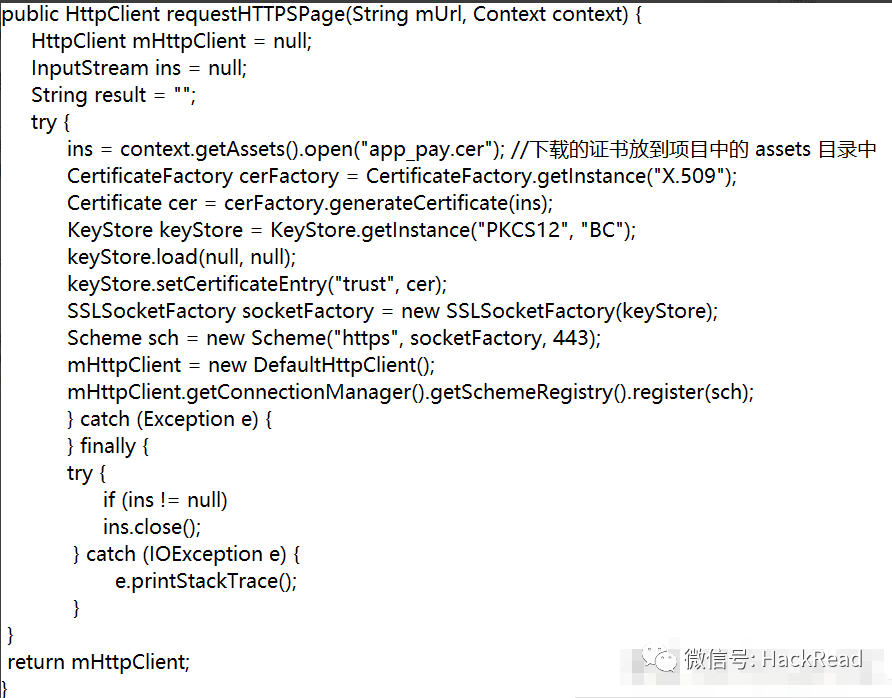 public HttpClient requestHTTPSPage(String mUrl, Context context) {
HttpClient mHttpClient = null;
InputStream ins = null;
String result = "";
try {
ins = context.getAssets().open("app_pay.cer"); //下载的证书放到项目中的 assets 目录中
CertificateFactory cerFactory = CertificateFactory.getInstance("X.509");
Certificate cer = cerFactory.generateCertificate(ins);
KeyStore keyStore = KeyStore.getInstance("PKCS12", "BC");
keyStore.load(null, null);
keyStore.setCertificateEntry("trust", cer);
SSLSocketFactory socketFactory = new SSLSocketFactory(keyStore);
Scheme sch = new Scheme("https", socketFactory, 443);
mHttpClient = new DefaultHttpClient();
mHttpClient.getConnectionManager().getSchemeRegistry().register(sch);
} catch (Exception e) {
} finally {
try {
if (ins != null)
ins.close();
} catch (IOException e) {
e.printStackTrace();
}
}
return mHttpClient;
}
微信号: HackRead